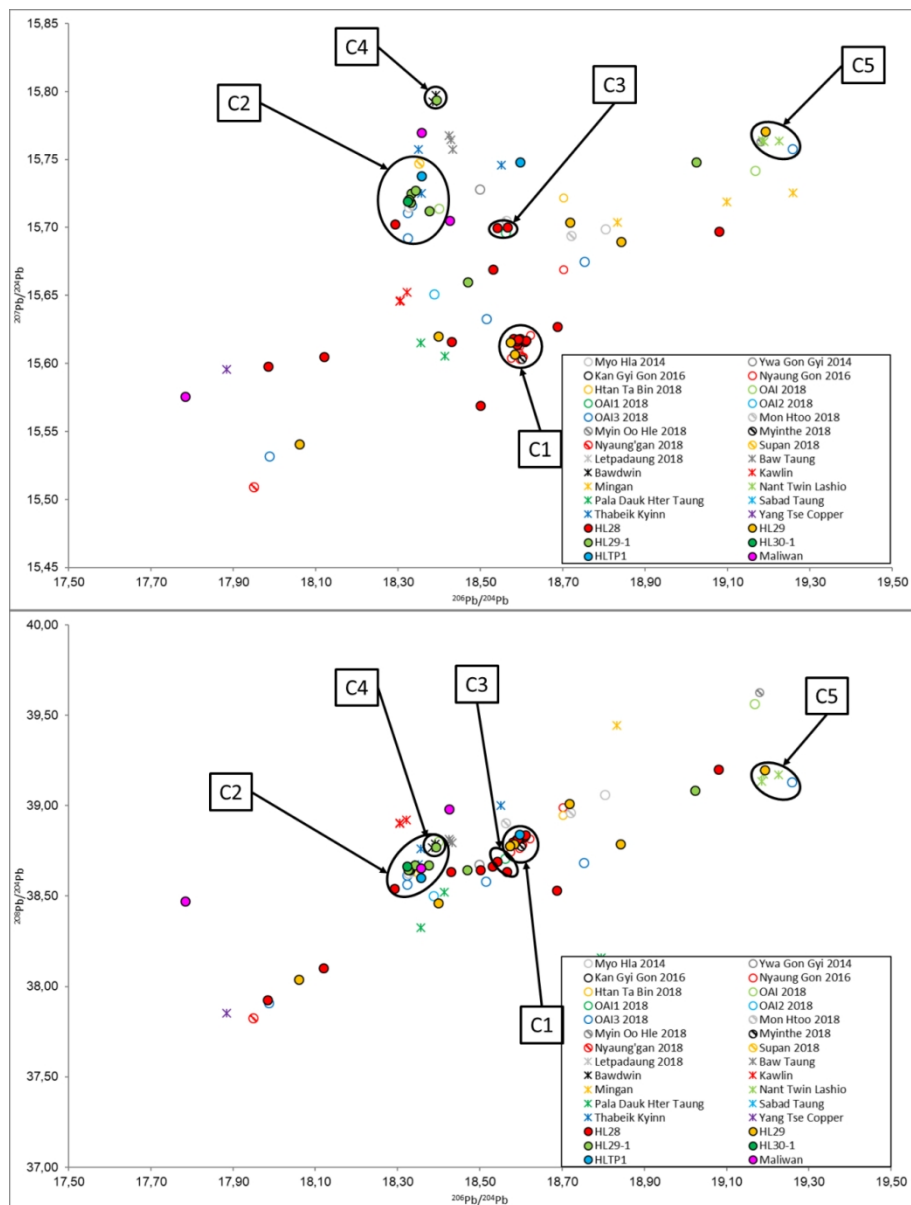 15,85
15,80
15,75
15,70
15,65
15,60
15,55
15,50
15,45
207Pb/204Pb
C4
C2
C3
C5
C1
Myo Hla 2014 Ywa Gon Gyi 2014
Kan Gyi Gon 2016 Nyaung Gon 2016
Htan Ta Bin 2018 OAI 2018
OAI1 2018 OAI2 2018
OAI3 2018 Mon Htoo 2018
Myin Oo Hle 2018 Myinthe 2018
Nyaung'gan 2018 Supan 2018
Letpadaung 2018 Baw Taung
Bawdwin Kawlin
Mingan Nant Twin Lashio
Pala Dauk Hter Taung Sabad Taung
Thabeik Kyinn Yang Tse Copper
HL28 HL29
HL29-1 HL30-1
HLTP1 Maliwan
17,50 17,70 17,90 18,10 18,30 18,50 18,70 18,90 19,10 19,30 19,50
206Pb/204Pb
40,00
39,50
39,00
38,50
38,00
37,50
37,00
208Pb/204Pb
C4
C3
C5
C2
C1
Myo Hla 2014 Ywa Gon Gyi 2014
Kan Gyi Gon 2016 Nyaung Gon 2016
Htan Ta Bin 2018 OAI 2018
OAI1 2018 OAI2 2018
OAI3 2018 Mon Htoo 2018
Myin Oo Hle 2018 Myinthe 2018
Nyaung'gan 2018 Supan 2018
Letpadaung 2018 Baw Taung
Bawdwin Kawlin
Mingan Nant Twin Lashio
Pala Dauk Hter Taung Sabad Taung
Thabeik Kyinn Yang Tse Copper
HL28 HL29
HL29-1 HL30-1
HLTP1 Maliwan
17,50 17,70 17,90 18,10 18,30 18,50 18,70 18,90 19,10 19,30 19,50
206Pb/204Pb